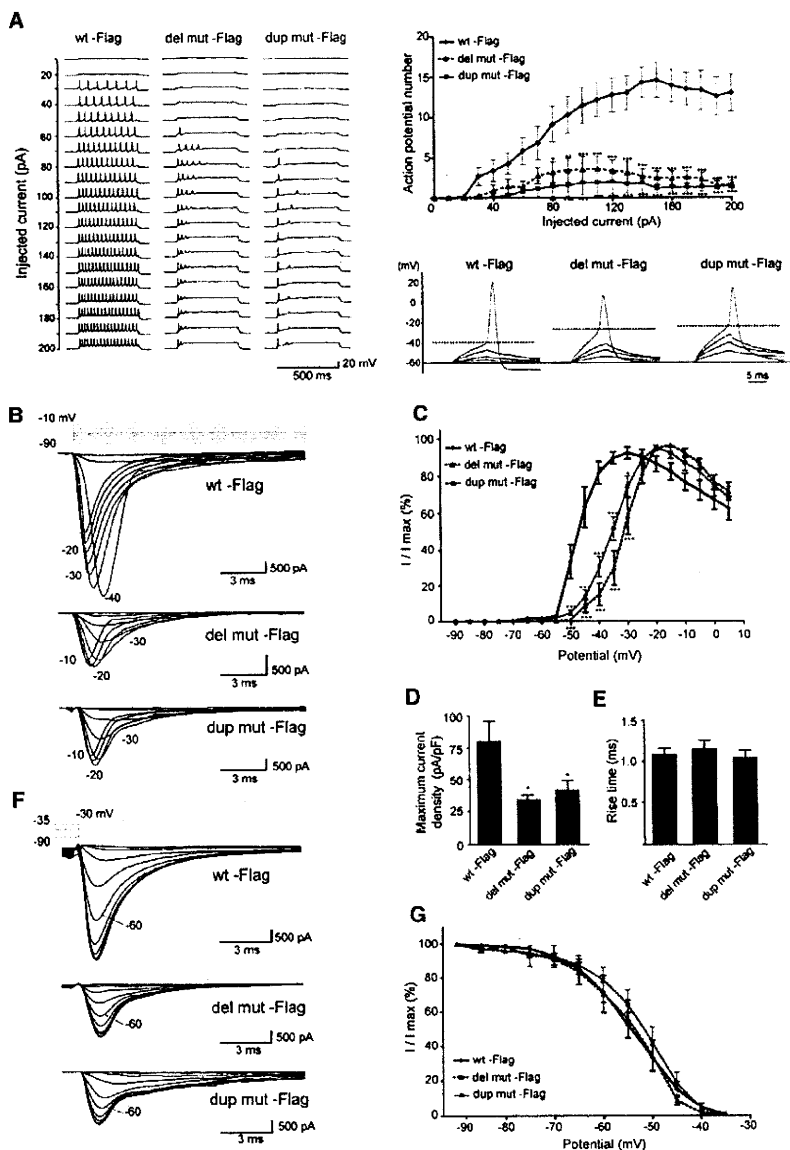 A
wt -Flag
del mut -Flag
dup mut -Flag
Injected current (pA)
20
40
60
80
100
120
140
160
180
200
500 ms
20 mV
Action potential number
20
15
10
5
0
40
80
120
160
200
Injected current (pA)
wt -Flag
del mut -Flag
dup mut -Flag
(mV)
wt -Flag
del mut -Flag
dup mut -Flag
20
0
-20
-40
-60
5 ms
B
-10 mV
-90
wt -Flag
-20
-30
-40
500 pA
3 ms
del mut -Flag
-30
-10
-20
500 pA
3 ms
dup mut -Flag
-30
-10
-20
500 pA
3 ms
C
I / I max (%)
100
80
60
40
20
0
wt -Flag
del mut -Flag
dup mut -Flag
-90
-80
-70
-60
-50
-40
-30
-20
-10
0
10
Potential (mV)
D
Maximum current
density (pA/pF)
100
75
50
25
0
wt -Flag
del mut -Flag
dup mut -Flag
E
Rise time (ms)
1.5
1.0
0.5
wt -Flag
del mut -Flag
dup mut -Flag
F
-35
-30 mV
-90
wt -Flag
-60
500 pA
3 ms
del mut -Flag
-60
500 pA
3 ms
dup mut -Flag
-60
500 pA
3 ms
G
I / I max (%)
100
80
60
40
20
0
wt -Flag
del mut -Flag
dup mut -Flag
-90
-80
-70
-60
-50
-40
-30
Potential (mV)